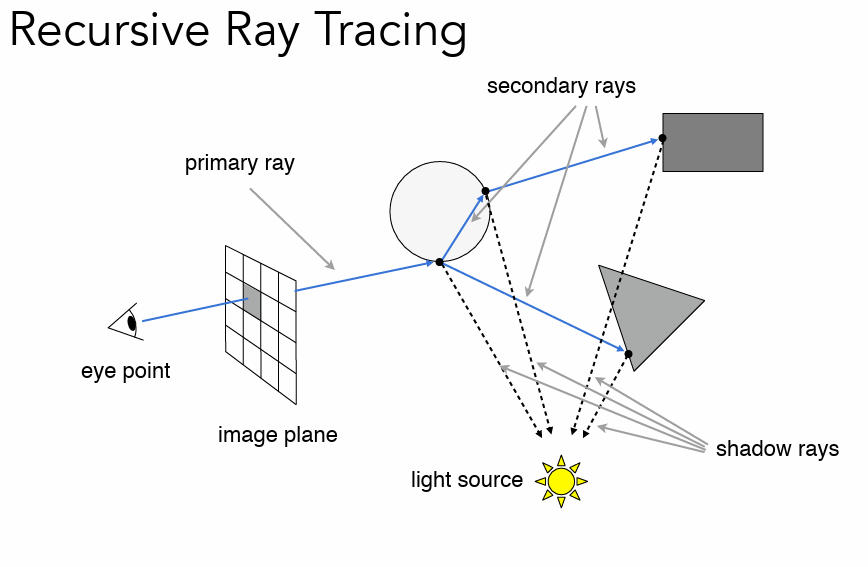 Recursive Ray Tracing
secondary rays
primary ray
eye point
image plane
shadow rays
light source